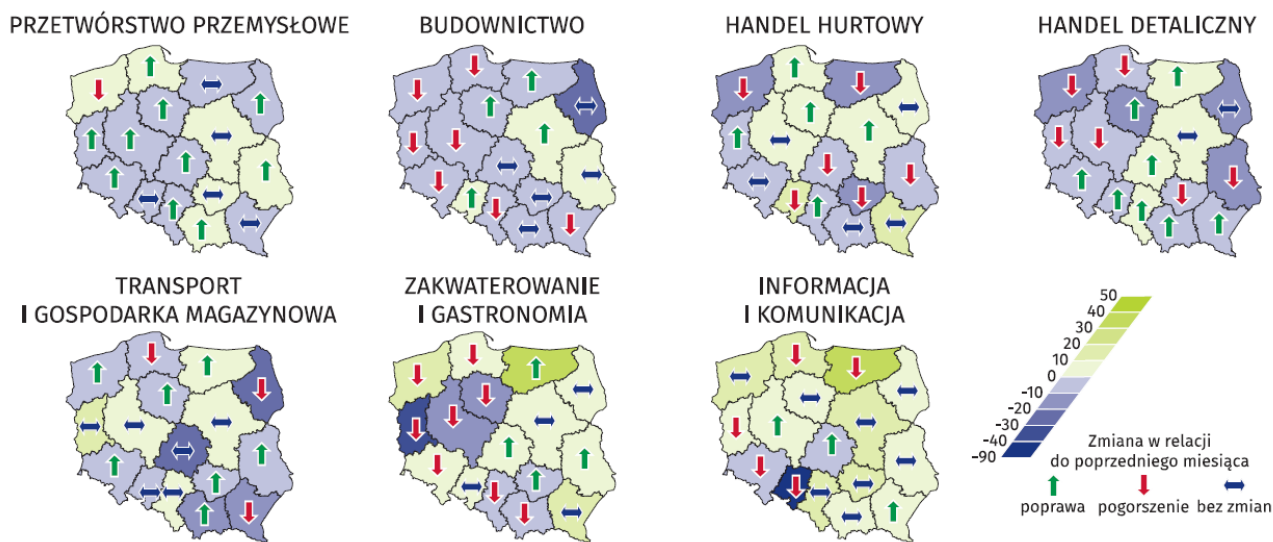 PRZETWÓRSTWO PRZEMYSŁOWE
BUDOWNICTWO
HANDEL HURTOWY
HANDEL DETALICZNY
TRANSPORT
I GOSPODARKA MAGAZYNOWA
ZAKWATEROWANIE
I GASTRONOMIA
INFORMACJA
I KOMUNIKACJA
50
40
30
20
10
0
-10
-20
-30
-40
-90
Zmiana w relacji
do poprzedniego miesiąca
poprawa pogorszenie bez zmian